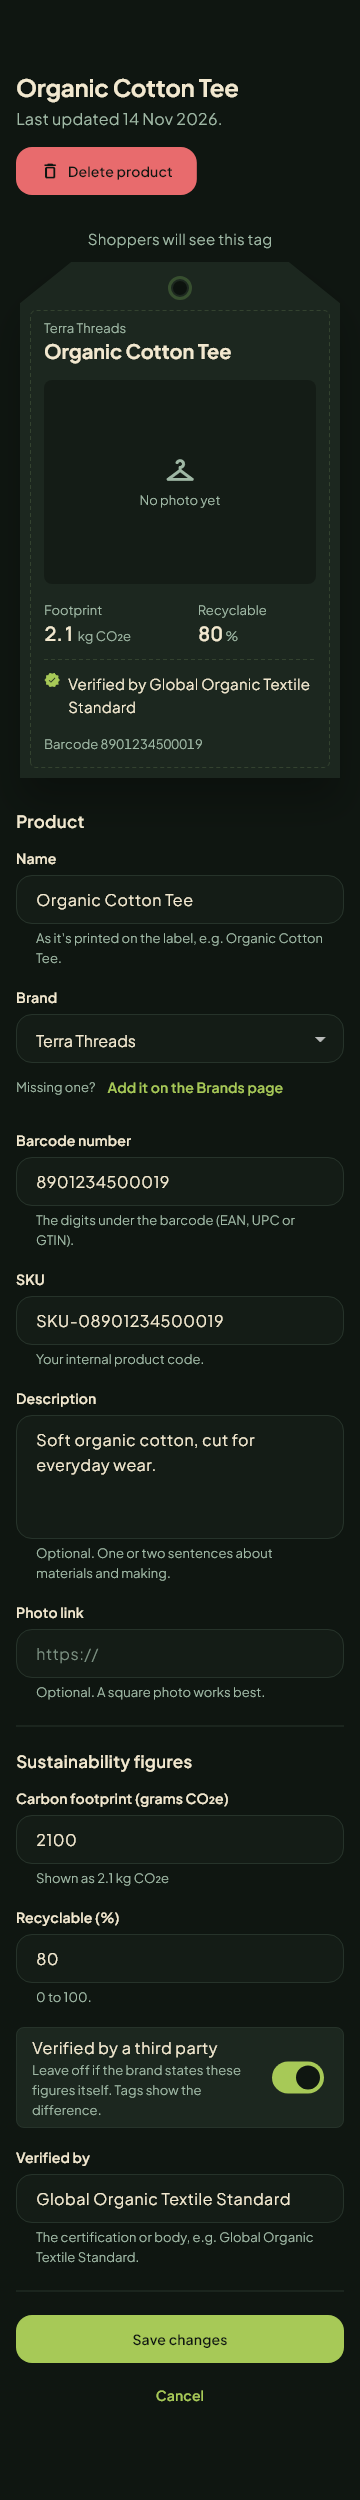 Organic Cotton Tee
Last updated 14 Nov 2026.
Delete product
Shoppers will see this tag
Terra Threads
Organic Cotton Tee
No photo yet
Footprint
Recyclable
2.1 kg CO₂e
80 %
Verified by Global Organic Textile
Standard
Barcode 8901234500019
Product
Name
Organic Cotton Tee
As it's printed on the label, e.g. Organic Cotton
Tee.
Brand
Terra Threads
Missing one? Add it on the Brands page
Barcode number
8901234500019
The digits under the barcode (EAN, UPC or
GTIN).
SKU
SKU-08901234500019
Your internal product code.
Description
Soft organic cotton, cut for
everyday wear.
Optional. One or two sentences about
materials and making.
Photo link
https://
Optional. A square photo works best.
Sustainability figures
Carbon footprint (grams CO₂e)
2100
Shown as 2.1 kg CO₂e
Recyclable (%)
80
0 to 100.
Verified by a third party
Leave off if the brand states these
figures itself. Tags show the
difference.
Verified by
Global Organic Textile Standard
The certification or body, e.g. Global Organic
Textile Standard.
Save changes
Cancel